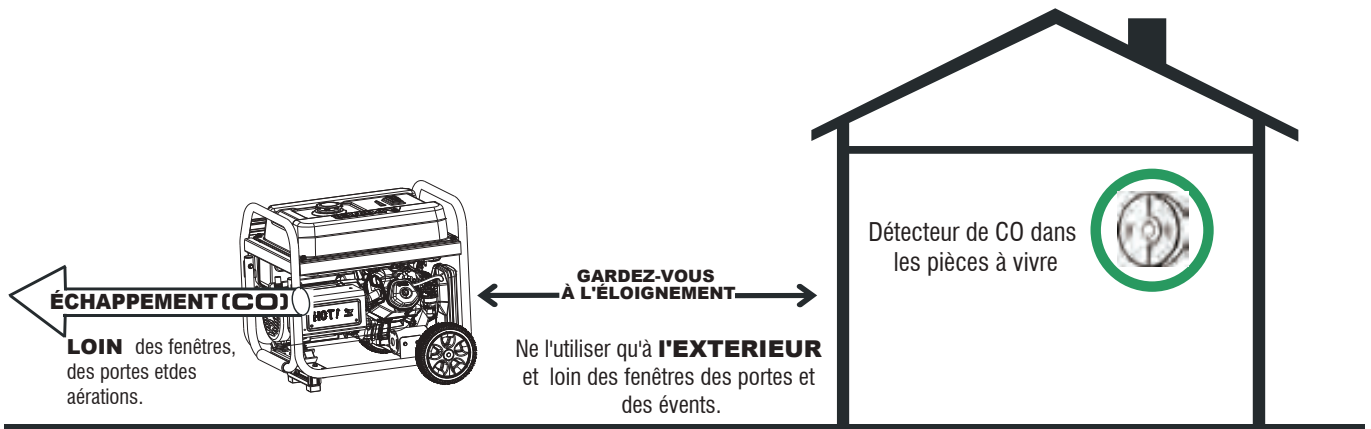 ÉCHAPPEMENT (CO)
LOIN des fenêtres,
des portes etdes
aérations.
HOT!
GARDEZ-VOUS
À L'ÉLOIGNEMENT
Ne l'utiliser qu'à l'EXTERIEUR
et loin des fenêtres des portes et
des évents.
Détecteur de CO dans
les pièces à vivre